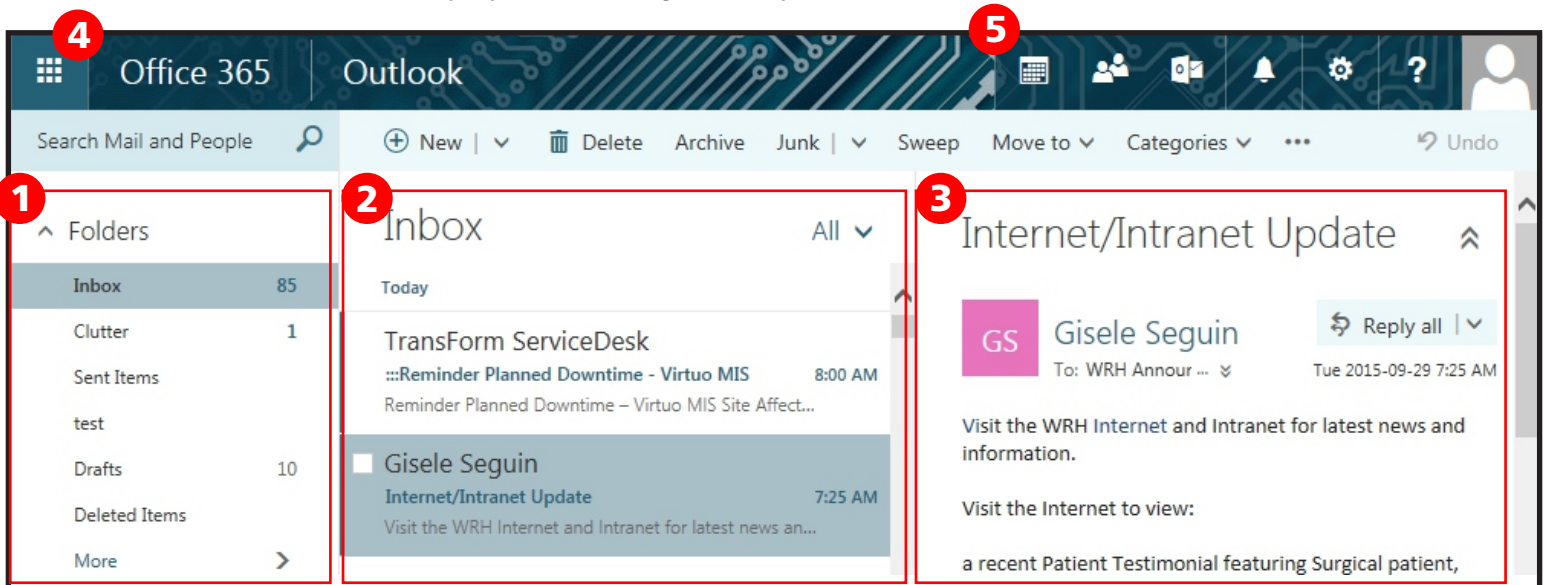 4
5
Office 365 Outlook ?
Search Mail and People New Delete Archive Junk Sweep Move to Categories ••• Undo
1
2
3
Folders
Inbox 85
Clutter 1
Sent Items
test
Drafts 10
Deleted Items
More
Inbox All
Today
TransForm ServiceDesk
:::Reminder Planned Downtime - Virtuo MIS 8:00 AM
Reminder Planned Downtime – Virtuo MIS Site Affect...
Gisele Seguin
Internet/Intranet Update 7:25 AM
Visit the WRH Internet and Intranet for latest news an...
Internet/Intranet Update
GS Gisele Seguin Reply all
To: WRH Annour ··· Tue 2015-09-29 7:25 AM
Visit the WRH Internet and Intranet for latest news and
information.
Visit the Internet to view:
a recent Patient Testimonial featuring Surgical patient,